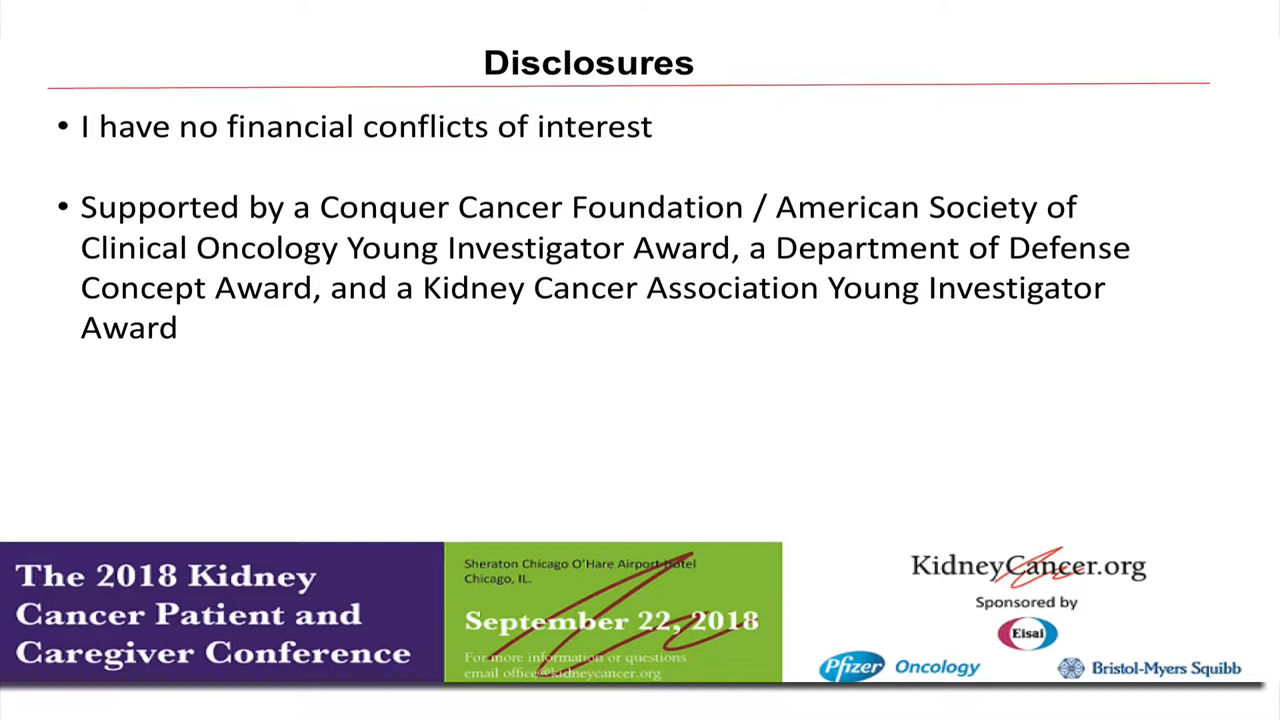 Disclosures
• I have no financial conflicts of interest
• Supported by a Conquer Cancer Foundation / American Society of
Clinical Oncology Young Investigator Award, a Department of Defense
Concept Award, and a Kidney Cancer Association Young Investigator
Award
The 2018 Kidney
Cancer Patient and
Caregiver Conference
Sheraton Chicago O'Hare Airport Hotel
Chicago, IL.
September 22, 2018
For more information or questions
email office@kidneycancer.org
KidneyCancer.org
Sponsored by
Eisai
Pfizer Oncology
Bristol-Myers Squibb